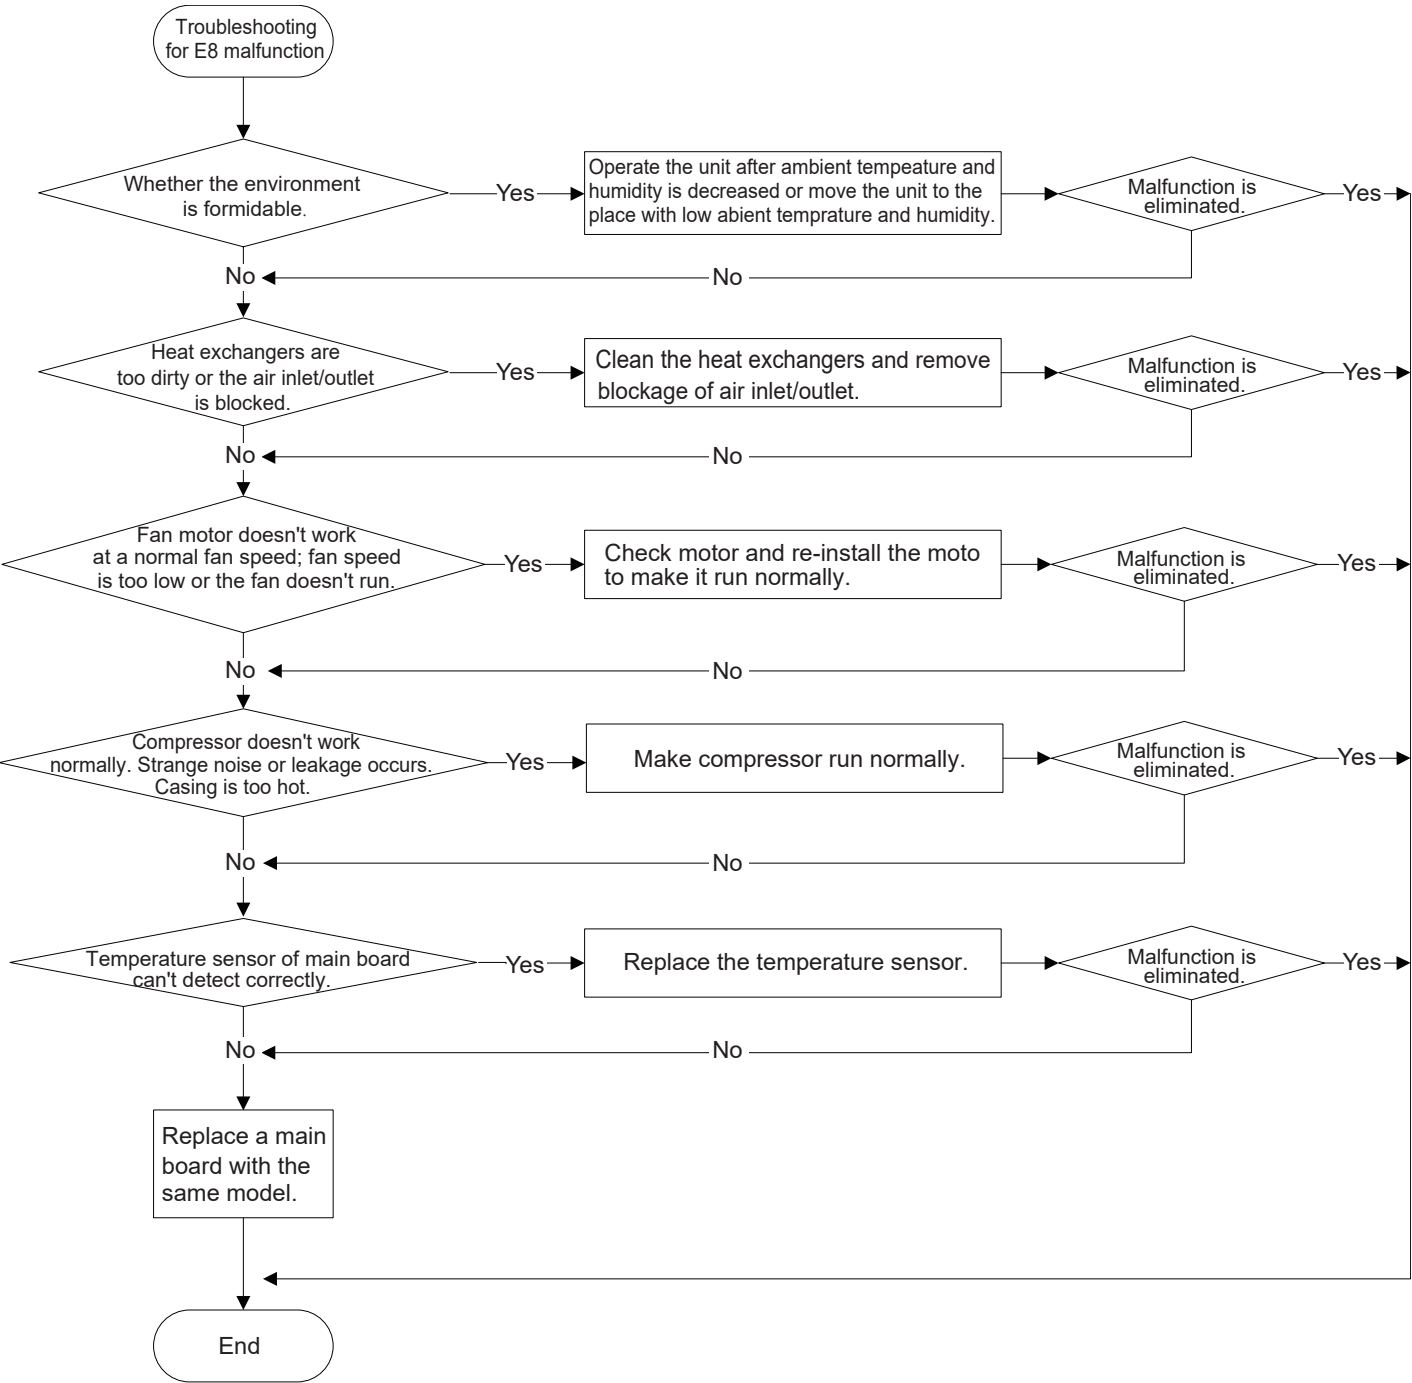 Troubleshooting
for E8 malfunction
Whether the environment
is formidable.
Yes
Operate the unit after ambient tempeature and
humidity is decreased or move the unit to the
place with low abient temprature and humidity.
Malfunction is
eliminated.
Yes
No
No
Heat exchangers are
too dirty or the air inlet/outlet
is blocked.
Yes
Clean the heat exchangers and remove
blockage of air inlet/outlet.
Malfunction is
eliminated.
Yes
No
No
Fan motor doesn't work
at a normal fan speed; fan speed
is too low or the fan doesn't run.
Yes
Check motor and re-install the moto
to make it run normally.
Malfunction is
eliminated.
Yes
No
No
Compressor doesn't work
normally. Strange noise or leakage occurs.
Casing is too hot.
Yes
Make compressor run normally.
Malfunction is
eliminated.
Yes
No
No
Temperature sensor of main board
can't detect correctly.
Yes
Replace the temperature sensor.
Malfunction is
eliminated.
Yes
No
No
Replace a main
board with the
same model.
End